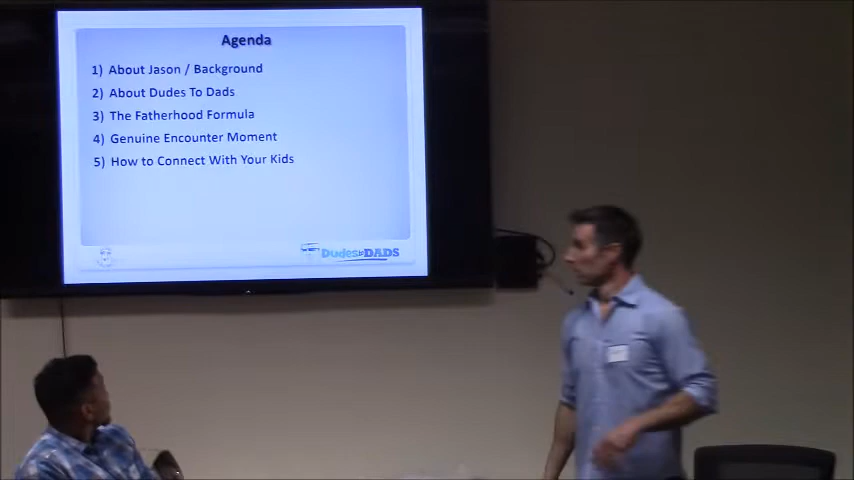 Agenda
1) About Jason / Background
2) About Dudes To Dads
3) The Fatherhood Formula
4) Genuine Encounter Moment
5) How to Connect With Your Kids
Dudes to DADS